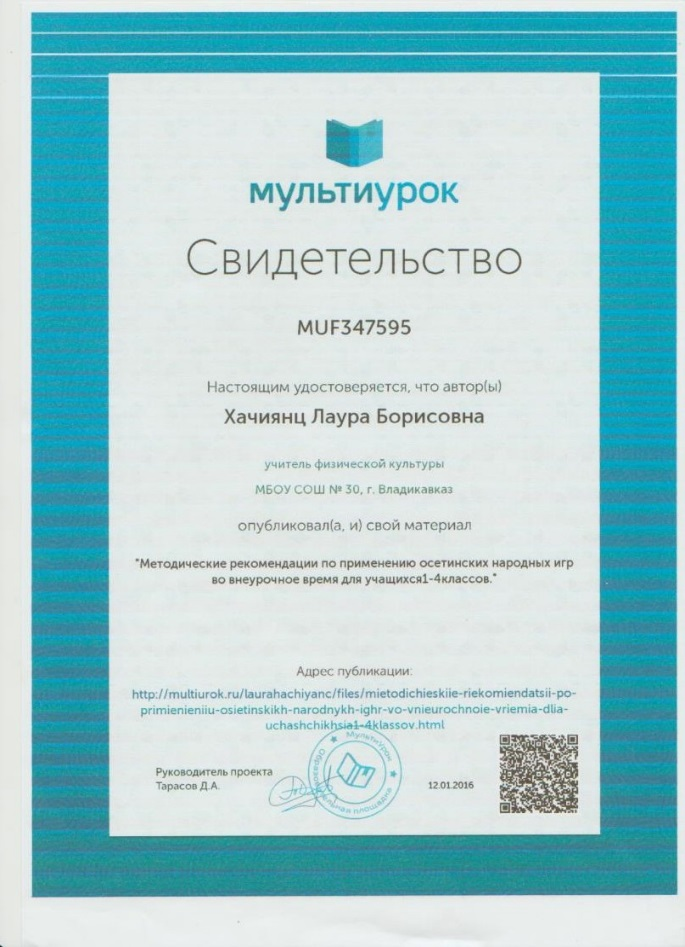 мультиурок
Свидетельство
MUF347595
Настоящим удостоверяется, что автор(ы)
Хачиянц Лаура Борисовна
учитель физической культуры
МБОУ СОШ № 30, г. Владикавказ
опубликовал(а, и) свой материал
"Методические рекомендации по применению осетинских народных игр
во внеурочное время для учащихся1-4классов."
Адрес публикации:
http://multiurok.ru/laurahachiyanc/files/mietodichieskiie-riekomiendatsii-po-
primienieniiu-osietinskikh-narodnykh-ighr-vo-vnieurochnoie-vriemia-dlia-
uchashchikhsia1-4klassov.html
Руководитель проекта
Тарасов Д.А.
МультиУрок
площадка
12.01.2016